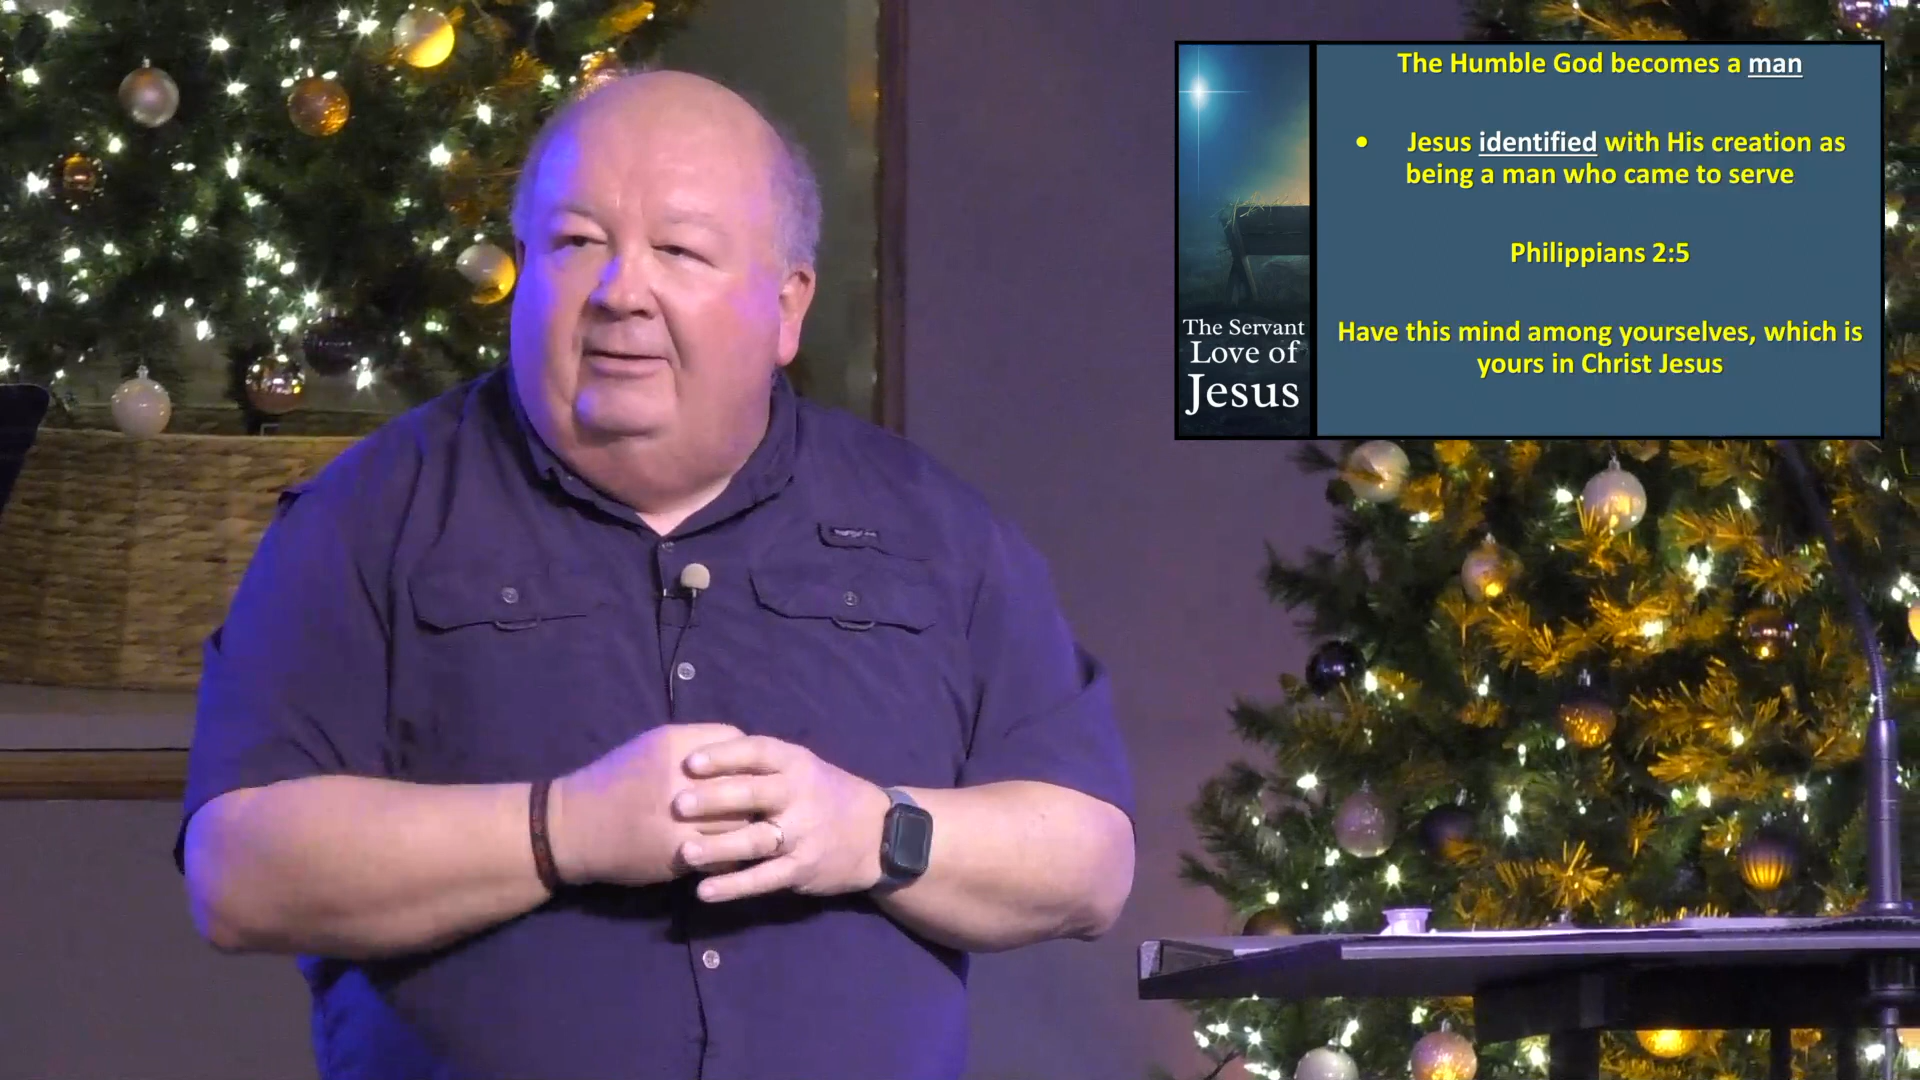 The Humble God becomes a man
• Jesus identified with His creation as
being a man who came to serve
Philippians 2:5
Have this mind among yourselves, which is
yours in Christ Jesus
The Servant
Love of
Jesus